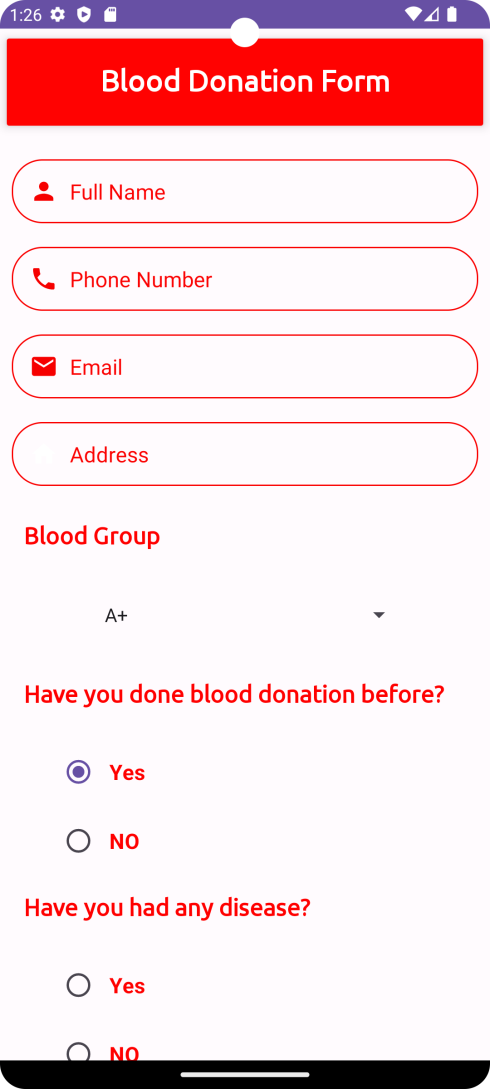 1:26
Blood Donation Form
Full Name
Phone Number
Email
Address
Blood Group
A+
Have you done blood donation before?
Yes
NO
Have you had any disease?
Yes
NO